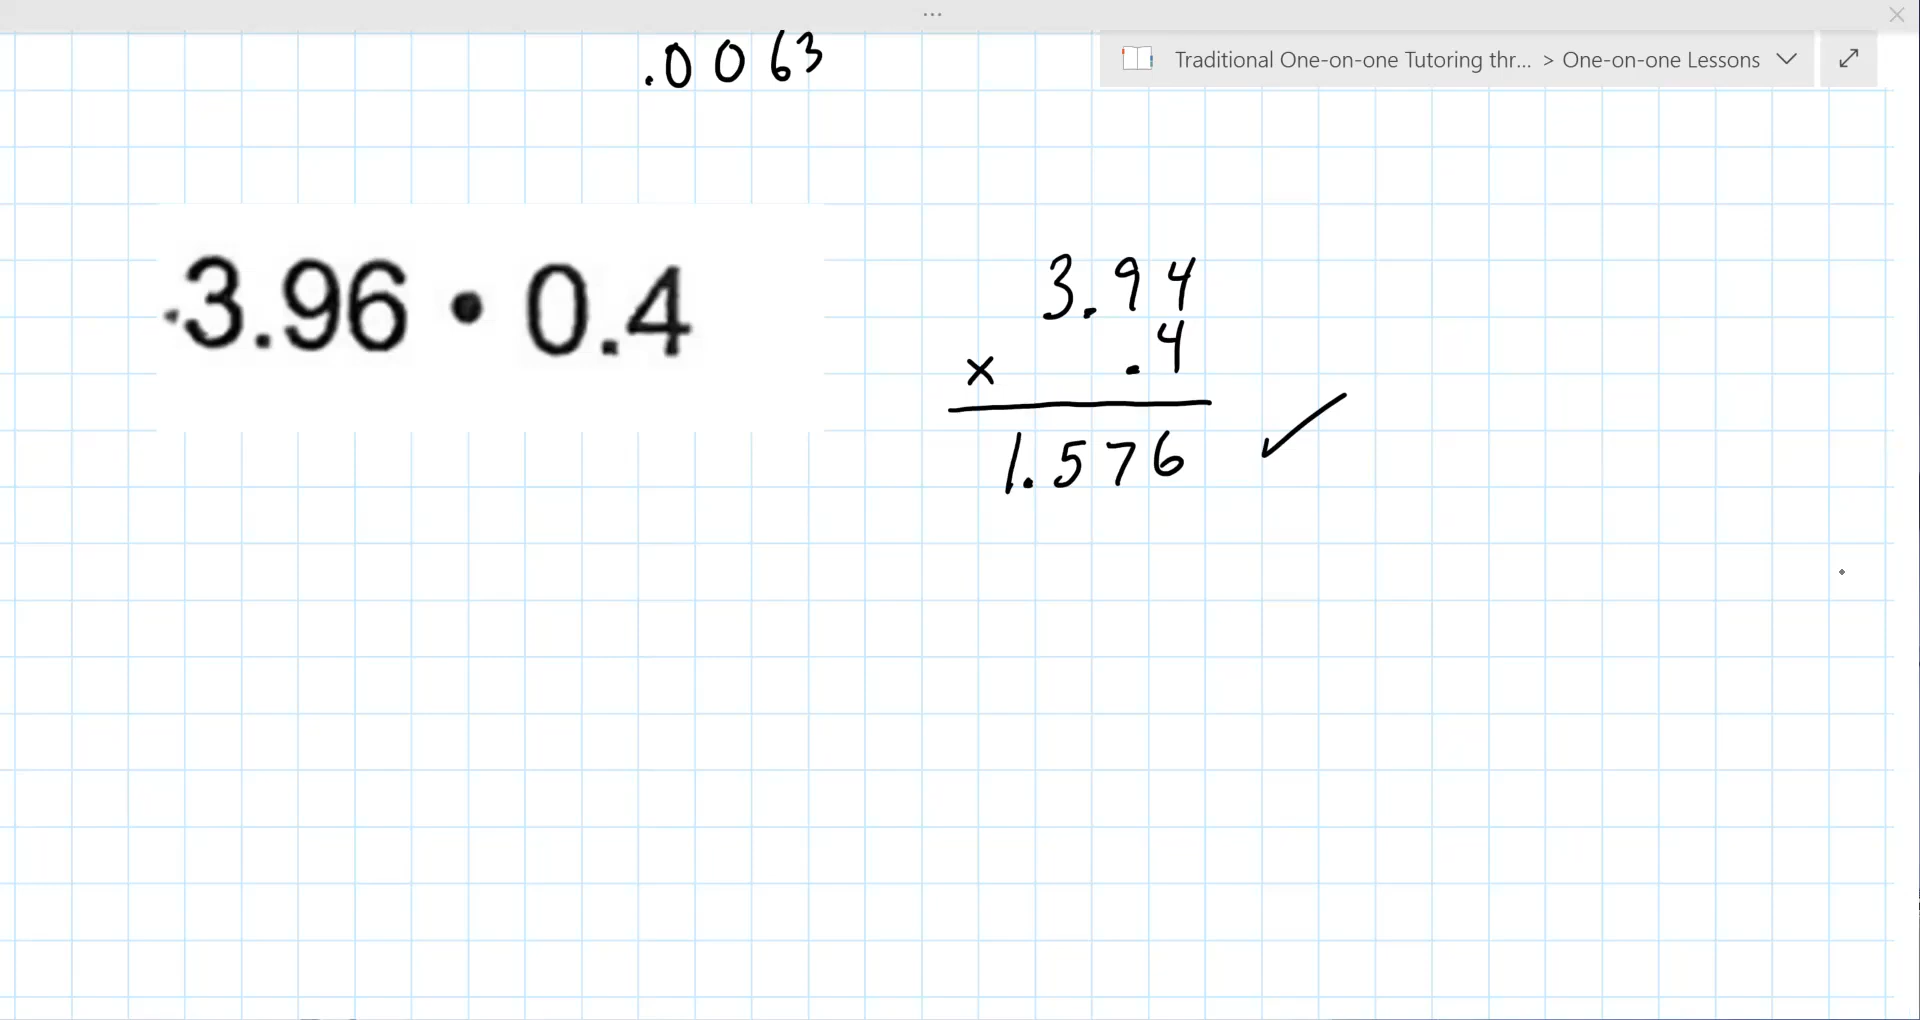 ...
.0063
Traditional One-on-one Tutoring thr... > One-on-one Lessons
3.96 • 0.4
3.94
× .4
1.576 ✓